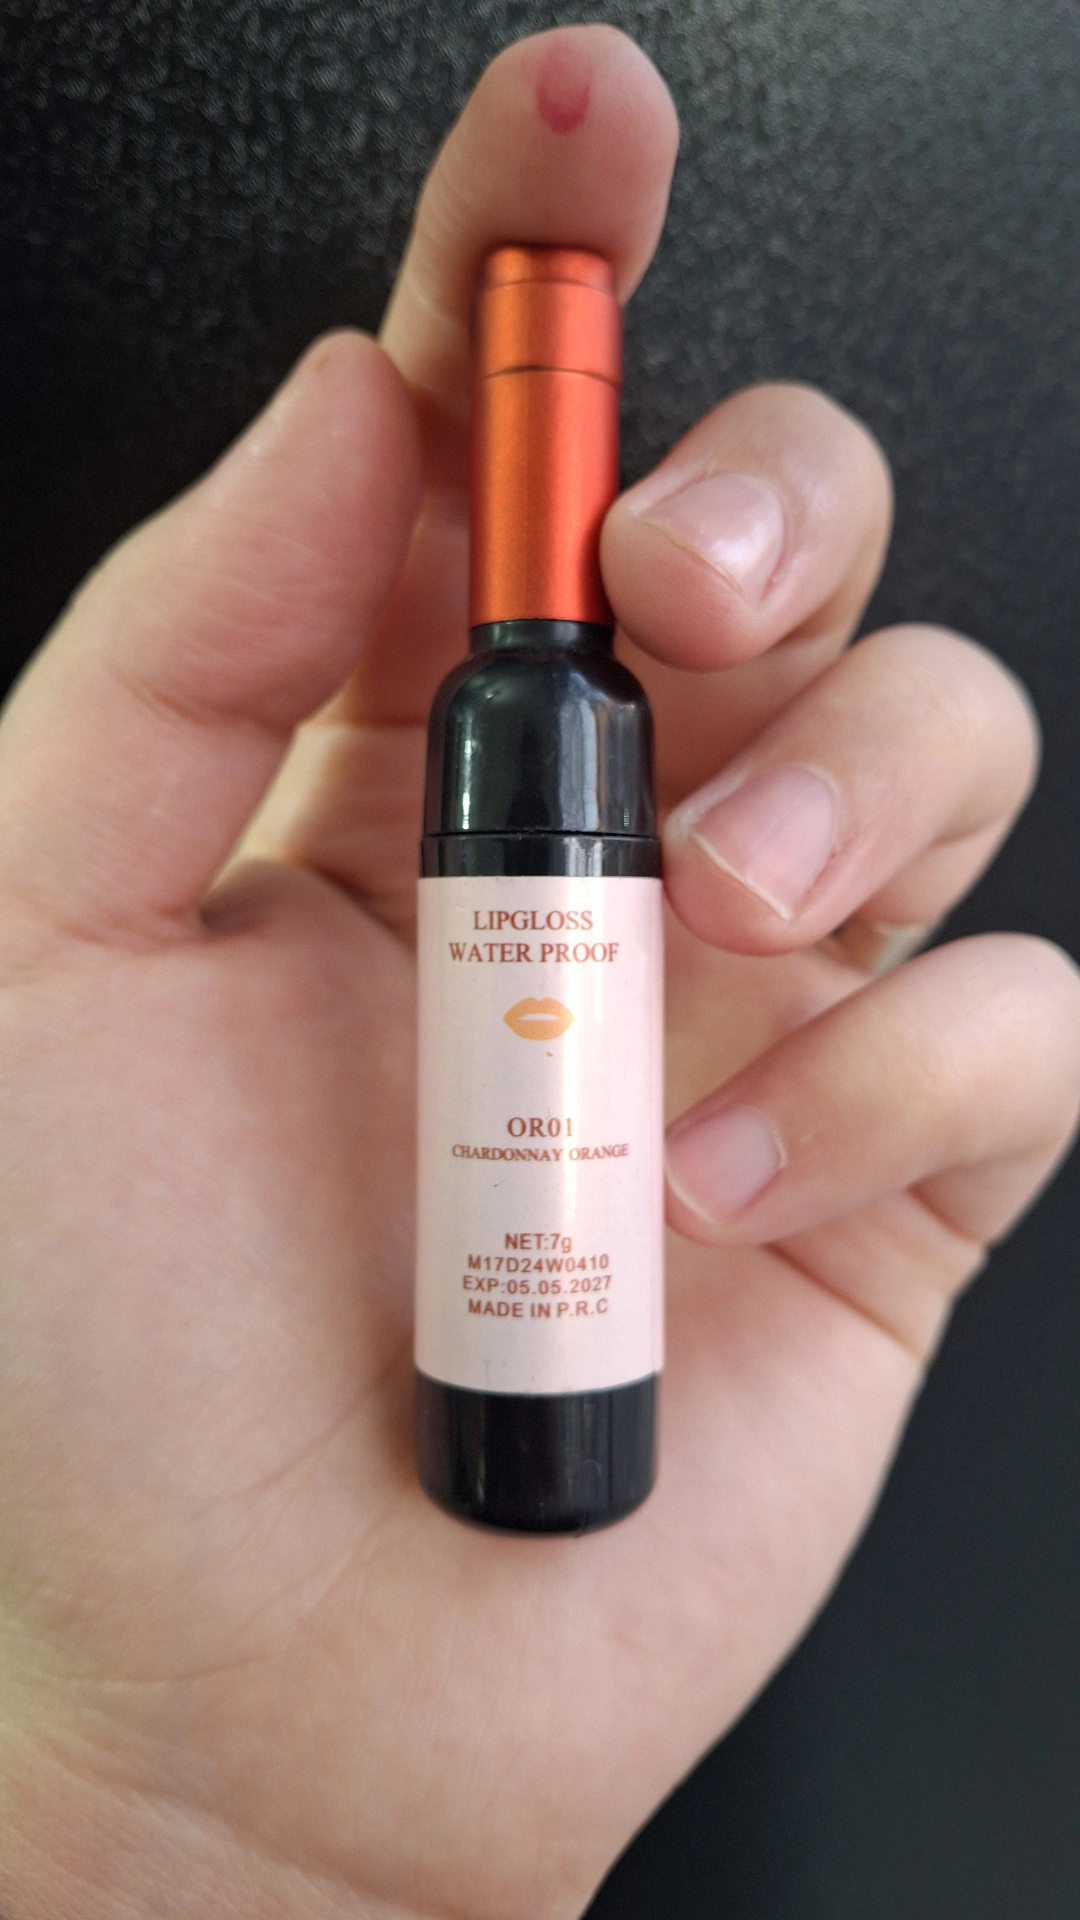 LIPGLOSS
WATER PROOF
OR01
CHARDONNAY ORANGE
NET:7g
M17D24W0410
EXP:05.05.2027
MADE IN P.R.C